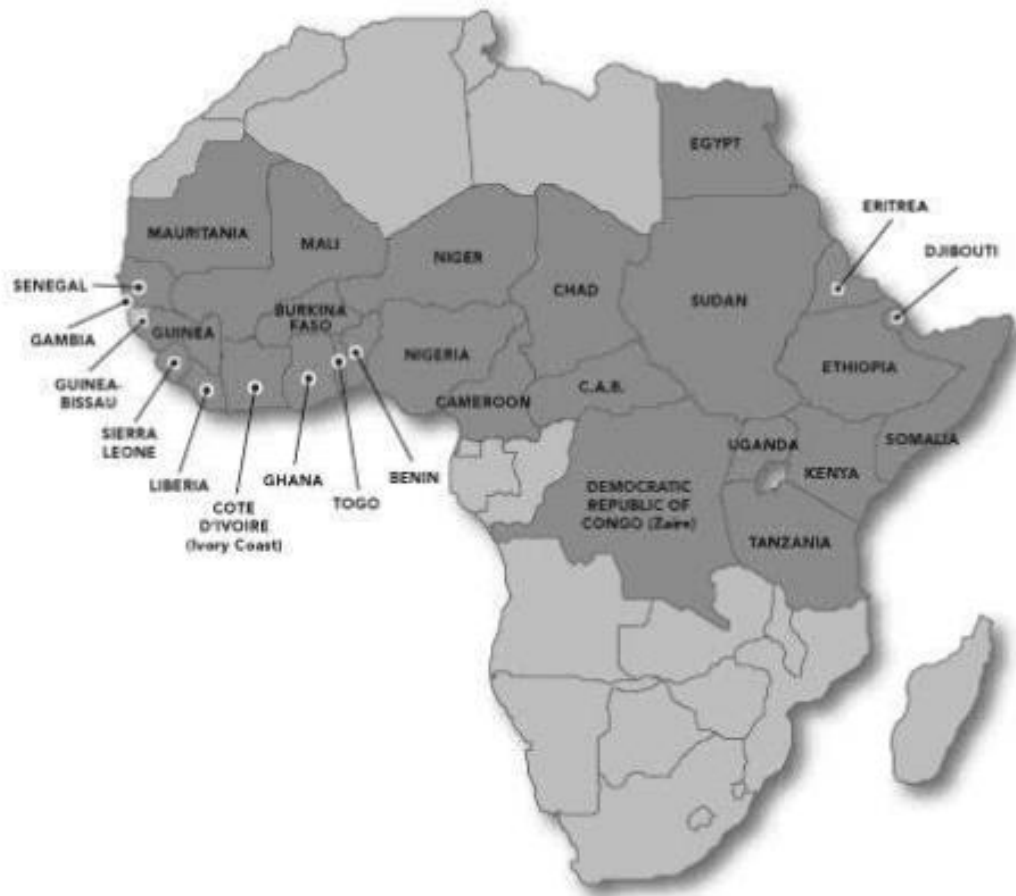 EGYPT
ERITREA
MAURITANIA
MALI
DJIBOUTI
NIGER
SENEGAL
CHAD
SUDAN
BURKINA
FASO
GUINEA
GAMBIA
NIGERIA
ETHIOPIA
GUINEA-
BISSAU
C.A.B.
CAMEROON
SIERRA
LEONE
UGANDA
SOMALIA
LIBERIA
GHANA
BENIN
KENYA
TOGO
COTE
D'IVOIRE
(Ivory Coast)
DEMOCRATIC
REPUBLIC OF
CONGO (Zaire)
TANZANIA